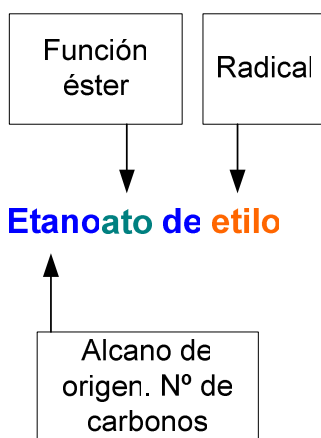 Función
éster
Radical
Etanoato de etilo
Alcano de
origen. Nº de
carbonos